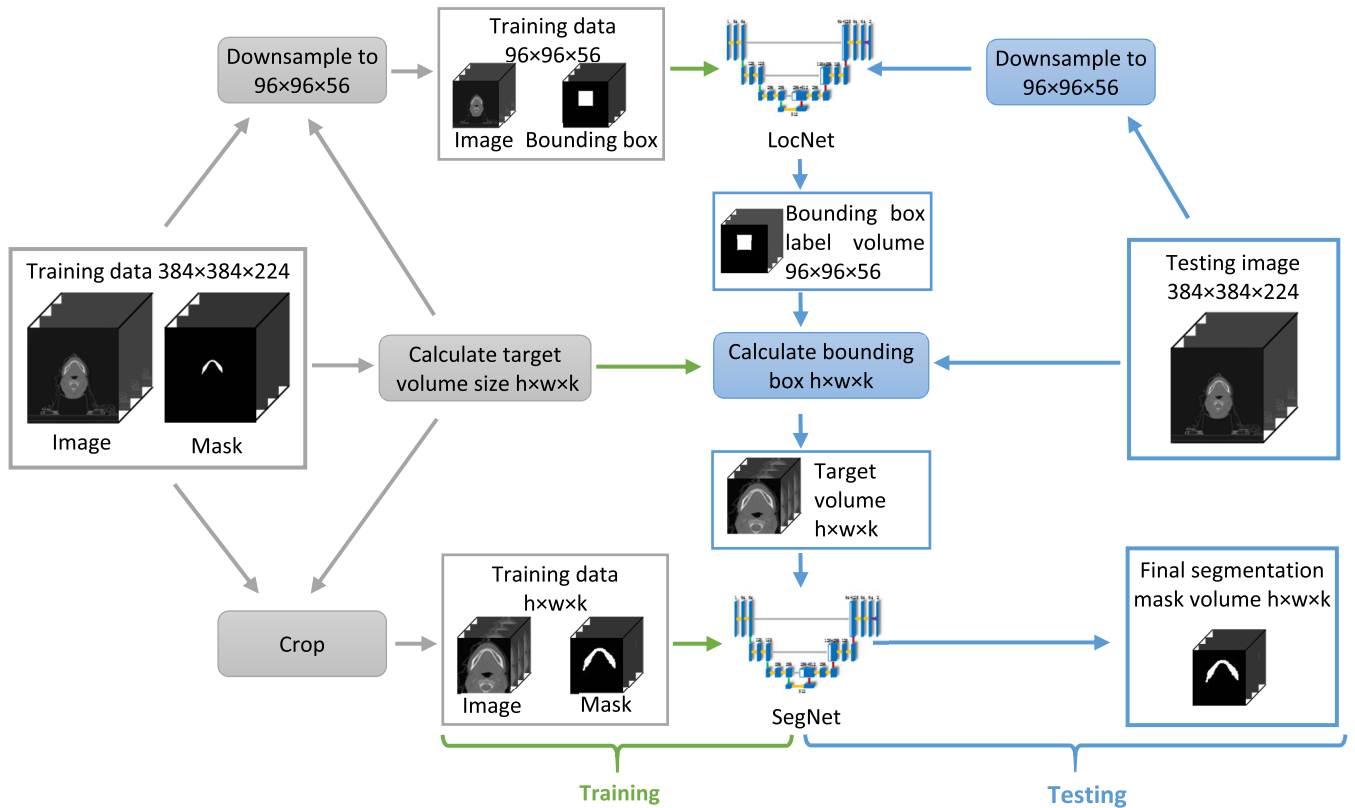 Downsample to
96×96×56
Training data
96×96×56
Image
Bounding box
LocNet
Downsample to
96×96×56
Bounding box
label volume
96×96×56
Training data 384×384×224
Image
Mask
Calculate target
volume size h×w×k
Calculate bounding
box h×w×k
Testing image
384×384×224
Target
volume
h×w×k
Crop
Training data
h×w×k
Image
Mask
SegNet
Final segmentation
mask volume h×w×k
Training
Testing